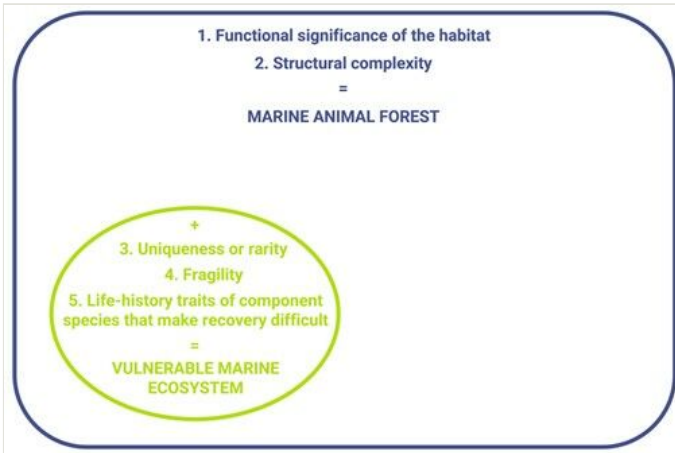 1. Functional significance of the habitat
2. Structural complexity
=
MARINE ANIMAL FOREST
+
3. Uniqueness or rarity
4. Fragility
5. Life-history traits of component
species that make recovery difficult
=
VULNERABLE MARINE
ECOSYSTEM